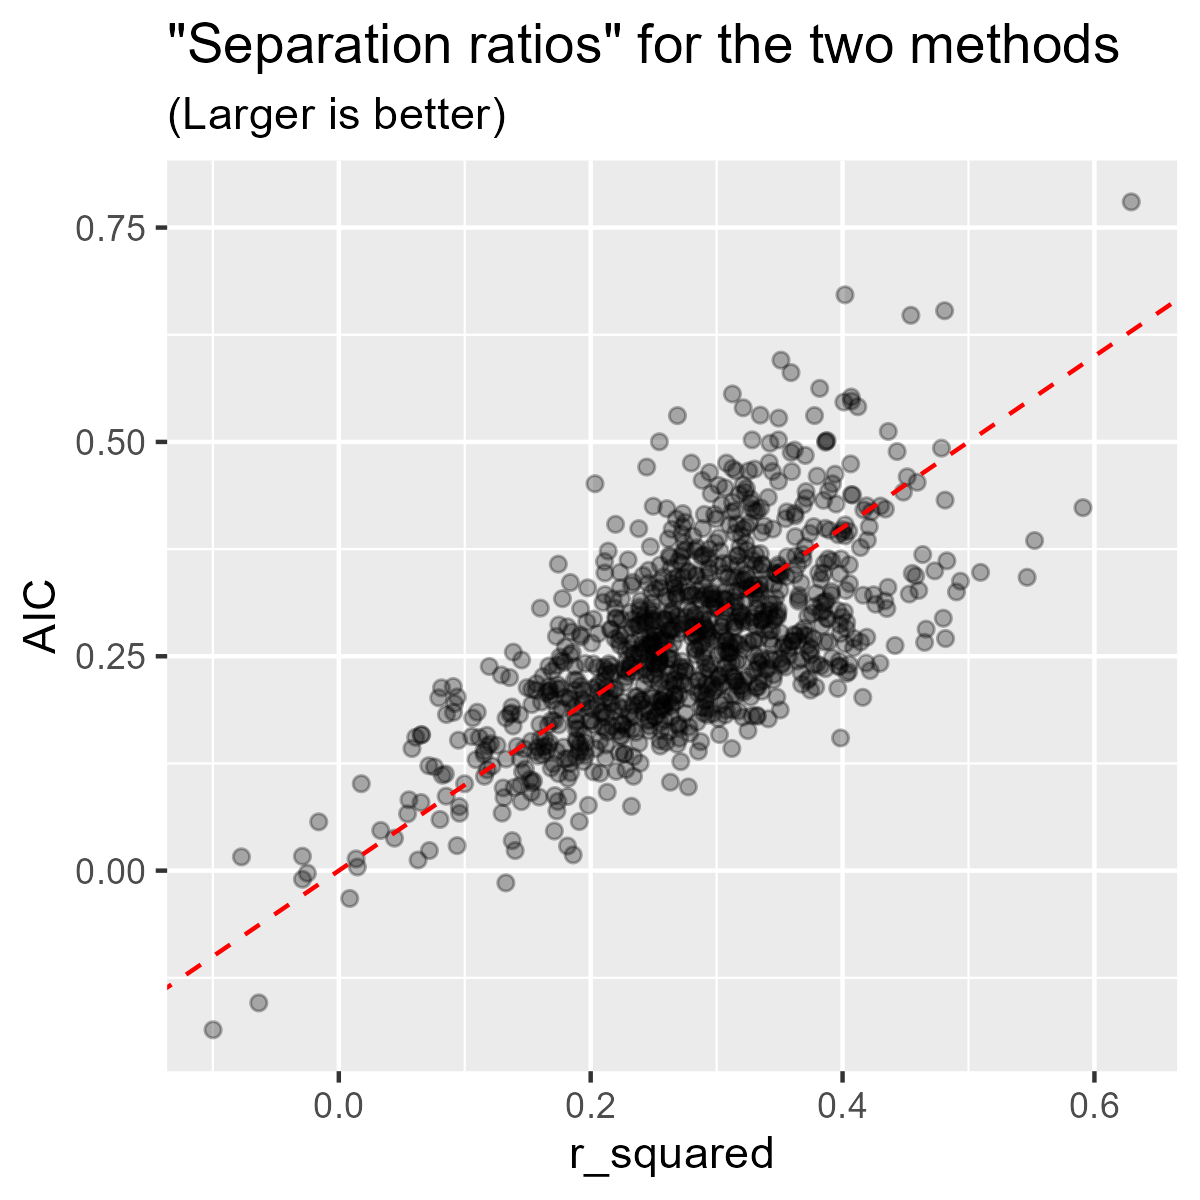 "Separation ratios" for the two methods
(Larger is better)
0.75
0.50
0.25
0.00
AIC
0.0 0.2 0.4 0.6
r_squared